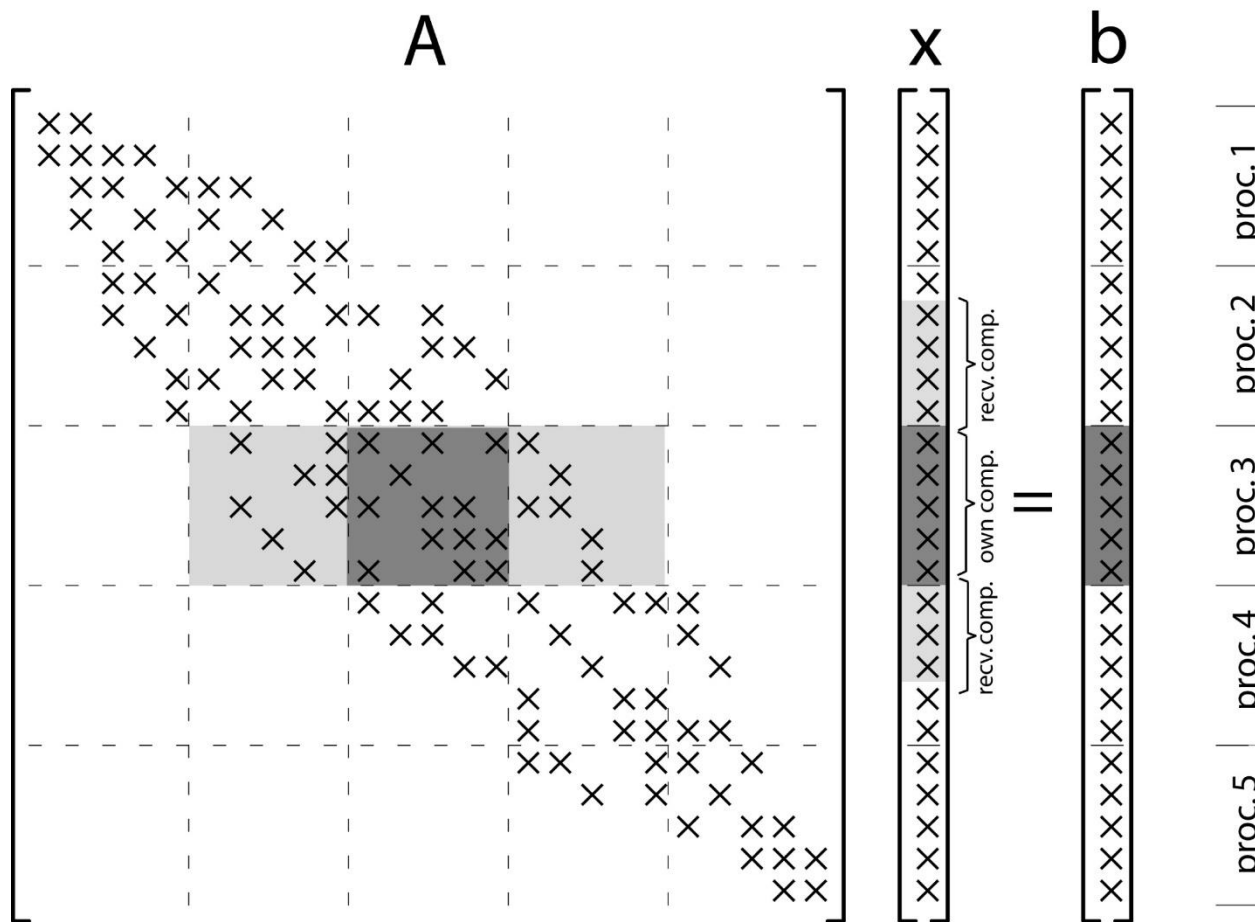 A x b
=
recv. comp.
own comp.
recv. comp.
proc. 1
proc. 2
proc. 3
proc. 4
proc. 5